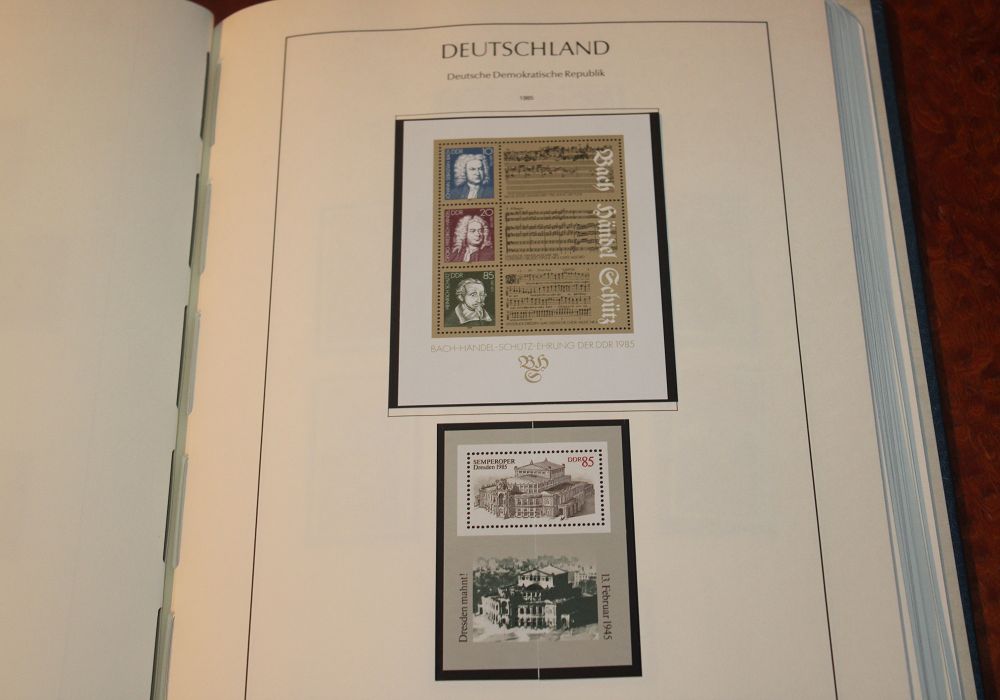 DEUTSCHLAND
Deutsche Demokratische Republik
1985
DDR 10
Bach
DDR 20
Händel
DDR 85
Schütz
BACH-HÄNDEL-SCHÜTZ-EHRUNG DER DDR 1985
BHS
SEMPEROPER
Dresden 1985
DDR 85
Dresden mahnt!
13. Februar 1945